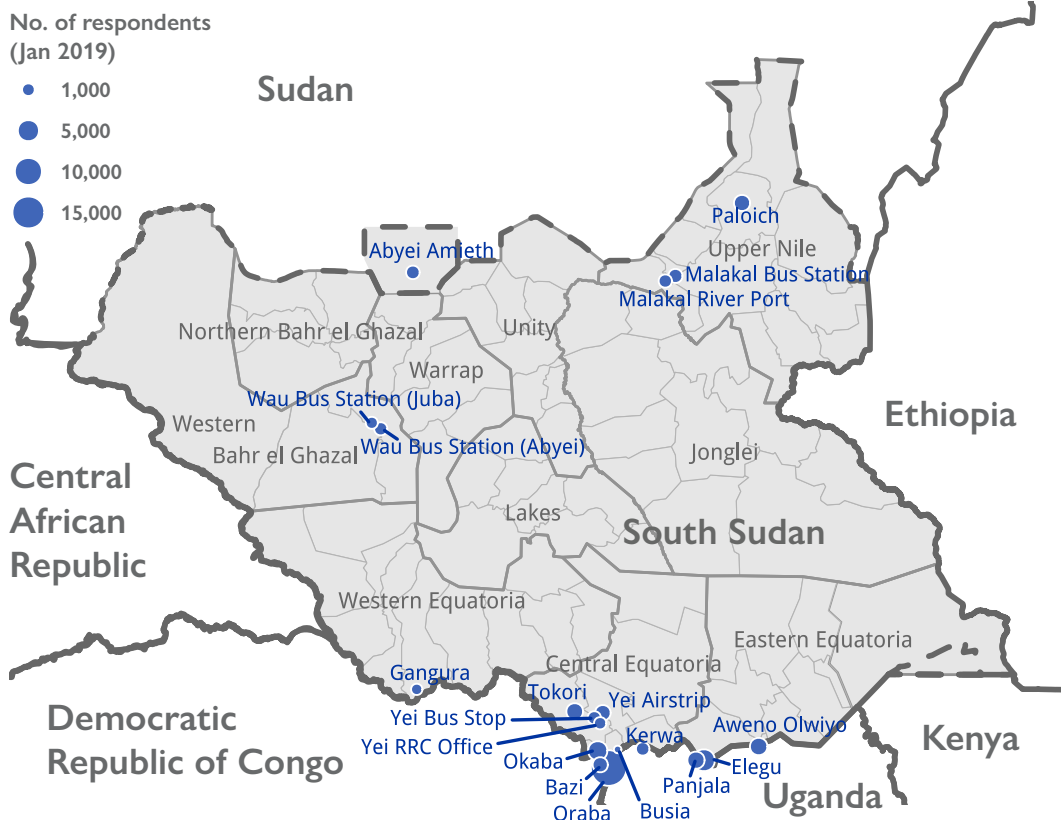 No. of respondents
(Jan 2019)
1,000
5,000
10,000
15,000
Sudan
Paloich
Upper Nile
Abyei Amieth
Malakal Bus Station
Malakal River Port
Northern Bahr el Ghazal
Unity
Warrap
Wau Bus Station (Juba)
Western
Bahr el Ghazal
Wau Bus Station (Abyei)
Ethiopia
Jonglei
Central
African
Republic
Lakes
South Sudan
Western Equatoria
Eastern Equatoria
Central Equatoria
Gangura
Tokori
Yei Airstrip
Yei Bus Stop
Aweno Olwiyo
Yei RRC Office
Kerwa
Democratic
Republic of Congo
Kenya
Okaba
Elegu
Bazi
Panjala
Uganda
Oraba
Busia